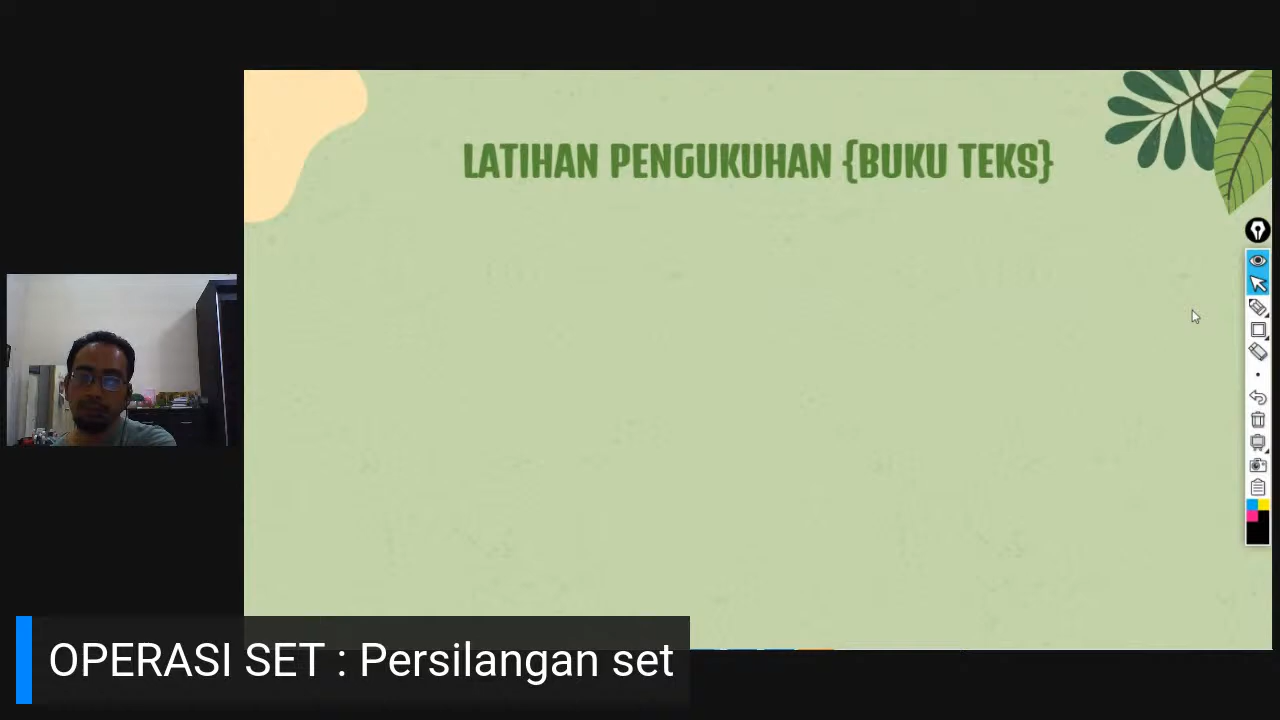 LATIHAN PENGUKUHAN {BUKU TEKS}
OPERASI SET : Persilangan set